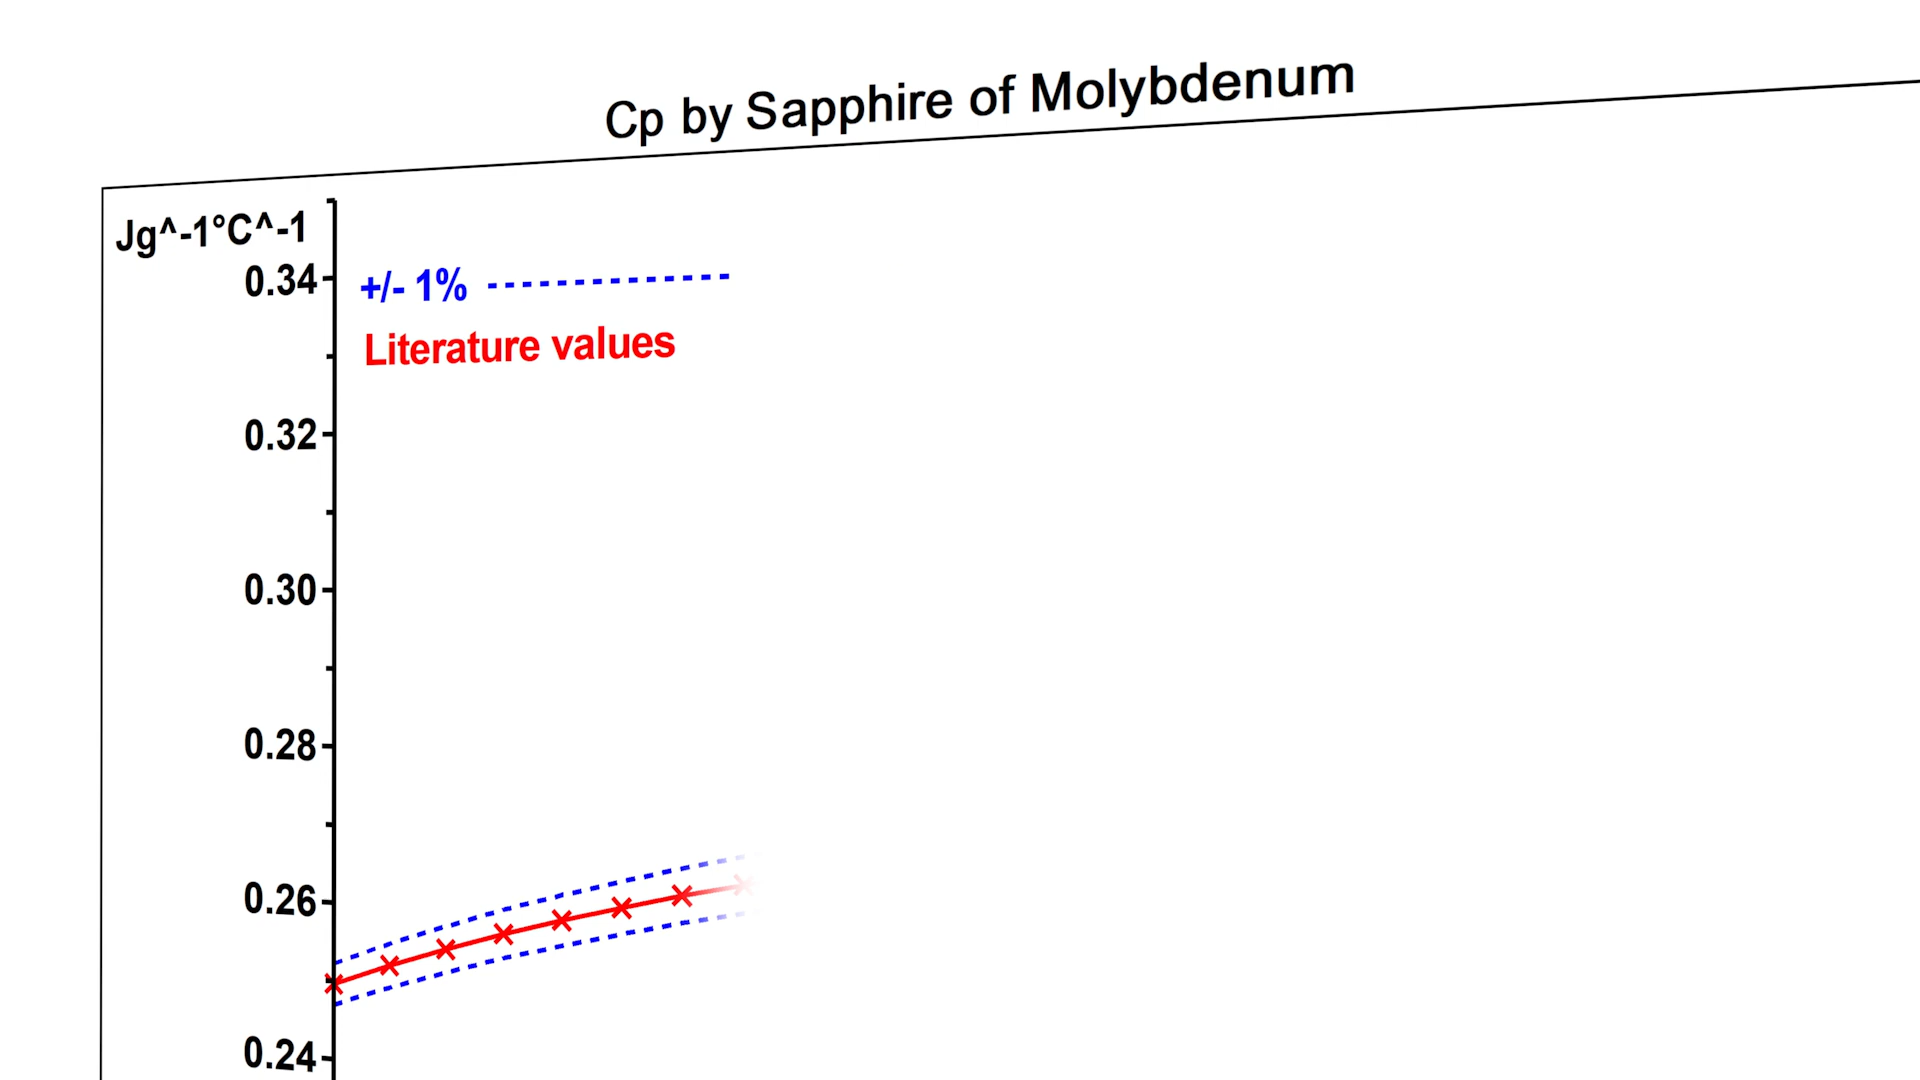 Cp by Sapphire of Molybdenum
Jg^-1°C^-1
0.34
+/- 1%
Literature values
0.32
0.30
0.28
0.26
0.24